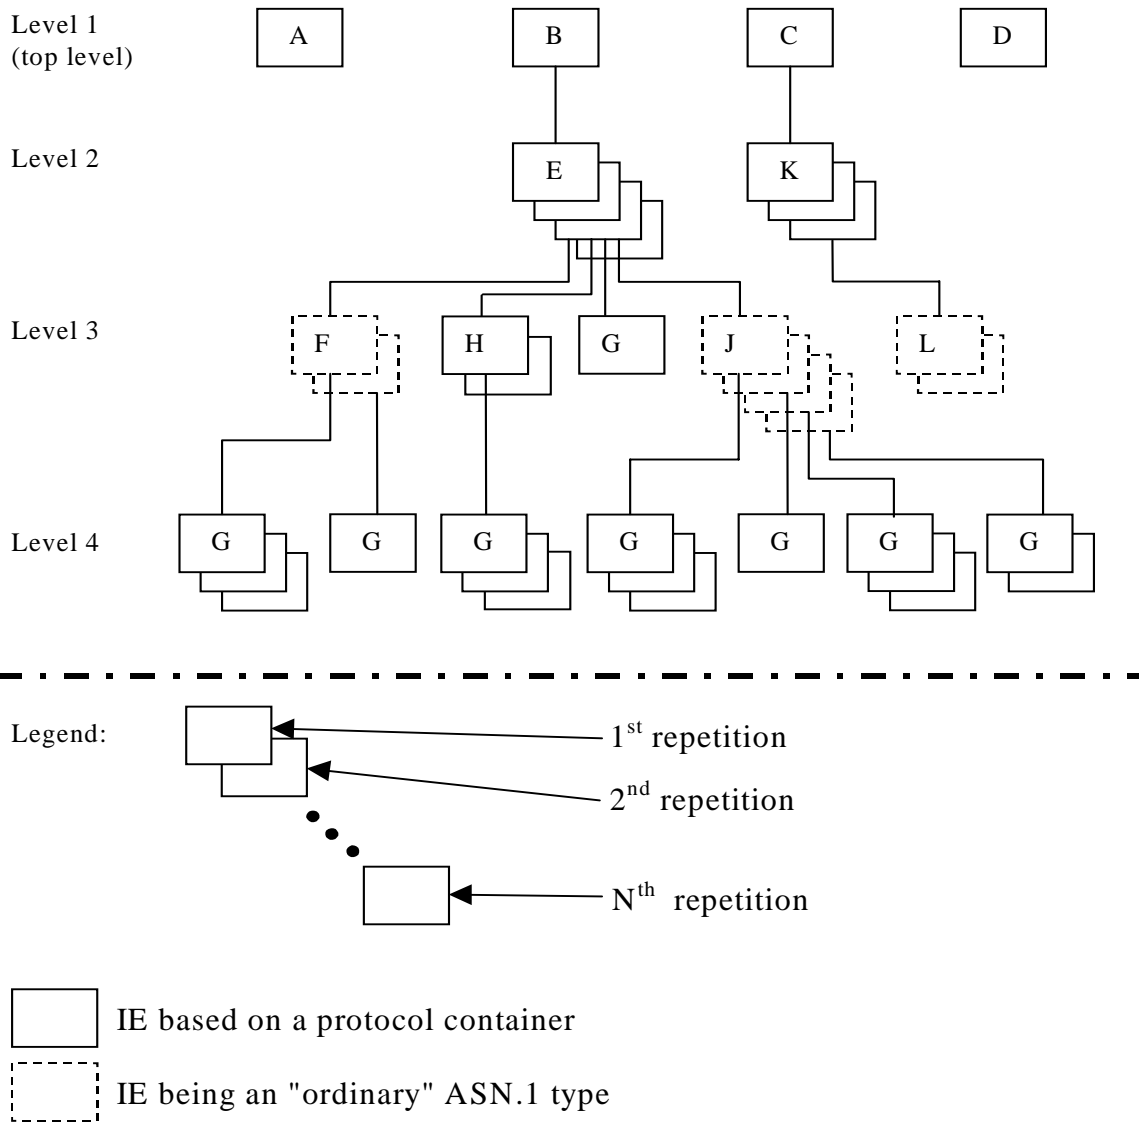 Level 1
(top level)
A B C D
Level 2
E K
Level 3
F H G J L
Level 4
G G G G G G G
Legend:
1st repetition
2nd repetition
Nth repetition
IE based on a protocol container
IE being an "ordinary" ASN.1 type